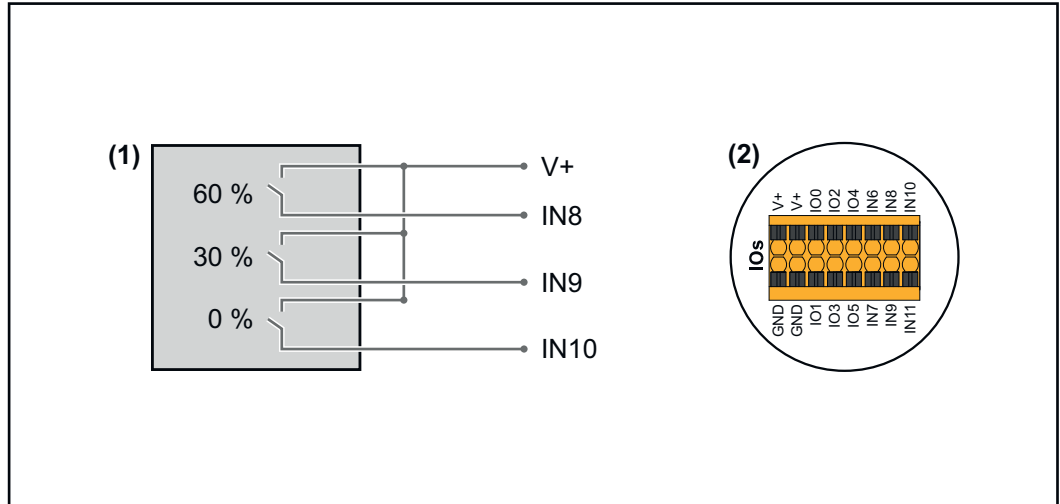 (1)
60 %
30 %
0 %
V+
IN8
IN9
IN10
(2)
IOs
V+
V+
IO0
IO2
IO4
IN6
IN8
IN10
GND
GND
IO1
IO3
IO5
IN7
IN9
IN11